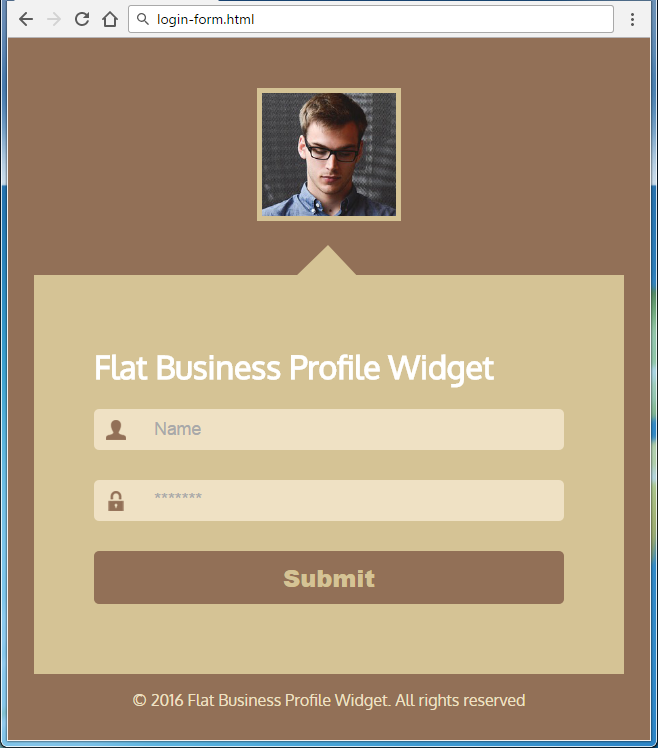 login-form.html
Flat Business Profile Widget
Name
*******
Submit
© 2016 Flat Business Profile Widget. All rights reserved